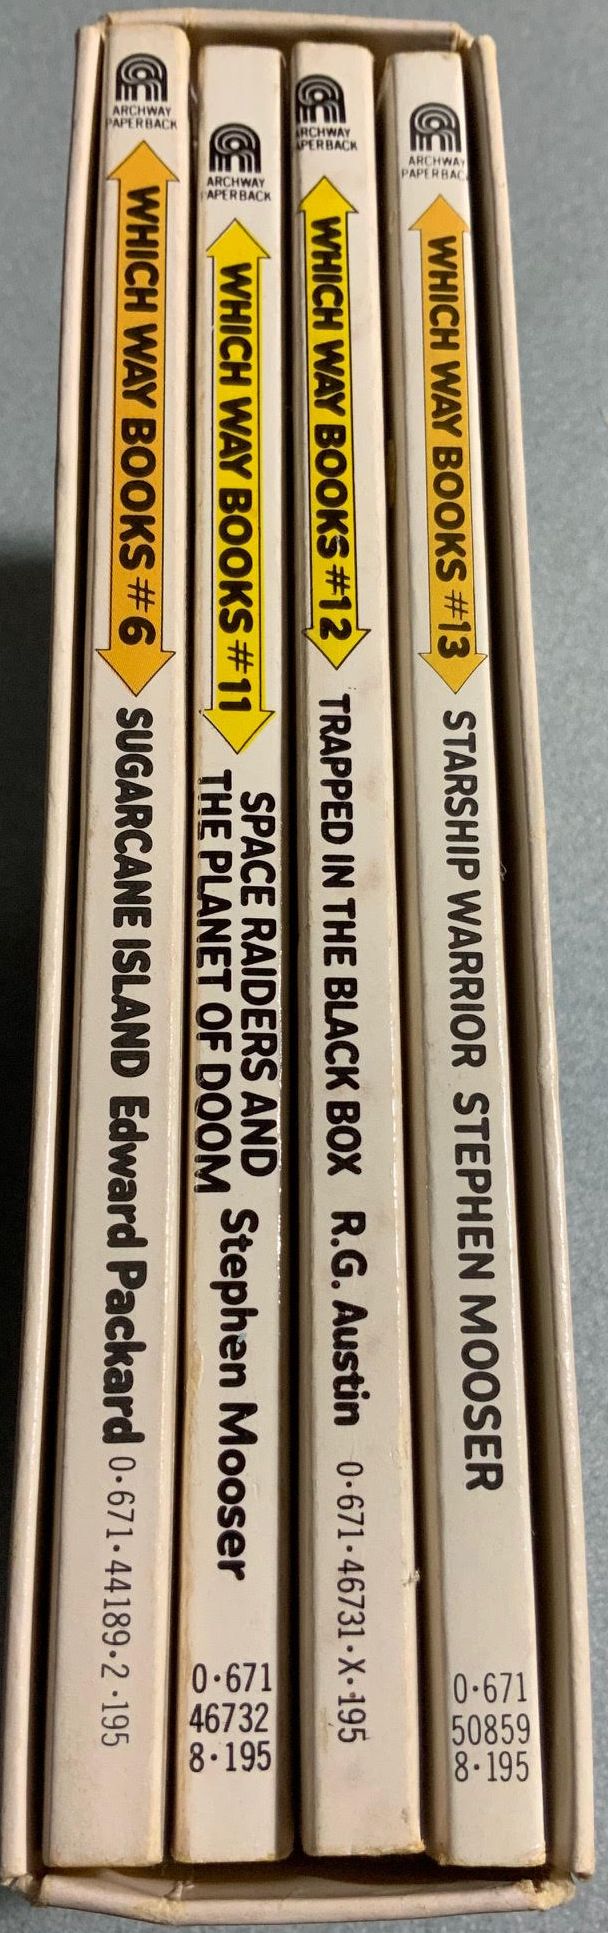 ARCHWAY
PAPERBACK
WHICH WAY BOOKS #6
SUGARCANE ISLAND Edward Packard 0·671·44189·2·195
ARCHWAY
PAPERBACK
WHICH WAY BOOKS #11
SPACE RAIDERS AND
THE PLANET OF DOOM
Stephen Mooser
0·671
46732
8·195
ARCHWAY
APERBACK
WHICH WAY BOOKS #12
TRAPPED IN THE BLACK BOX R.G. Austin 0·671·46731·X·195
ARCHWAY
PAPERBAC
WHICH WAY BOOKS #13
STARSHIP WARRIOR STEPHEN MOOSER
0·671
50859
8·195